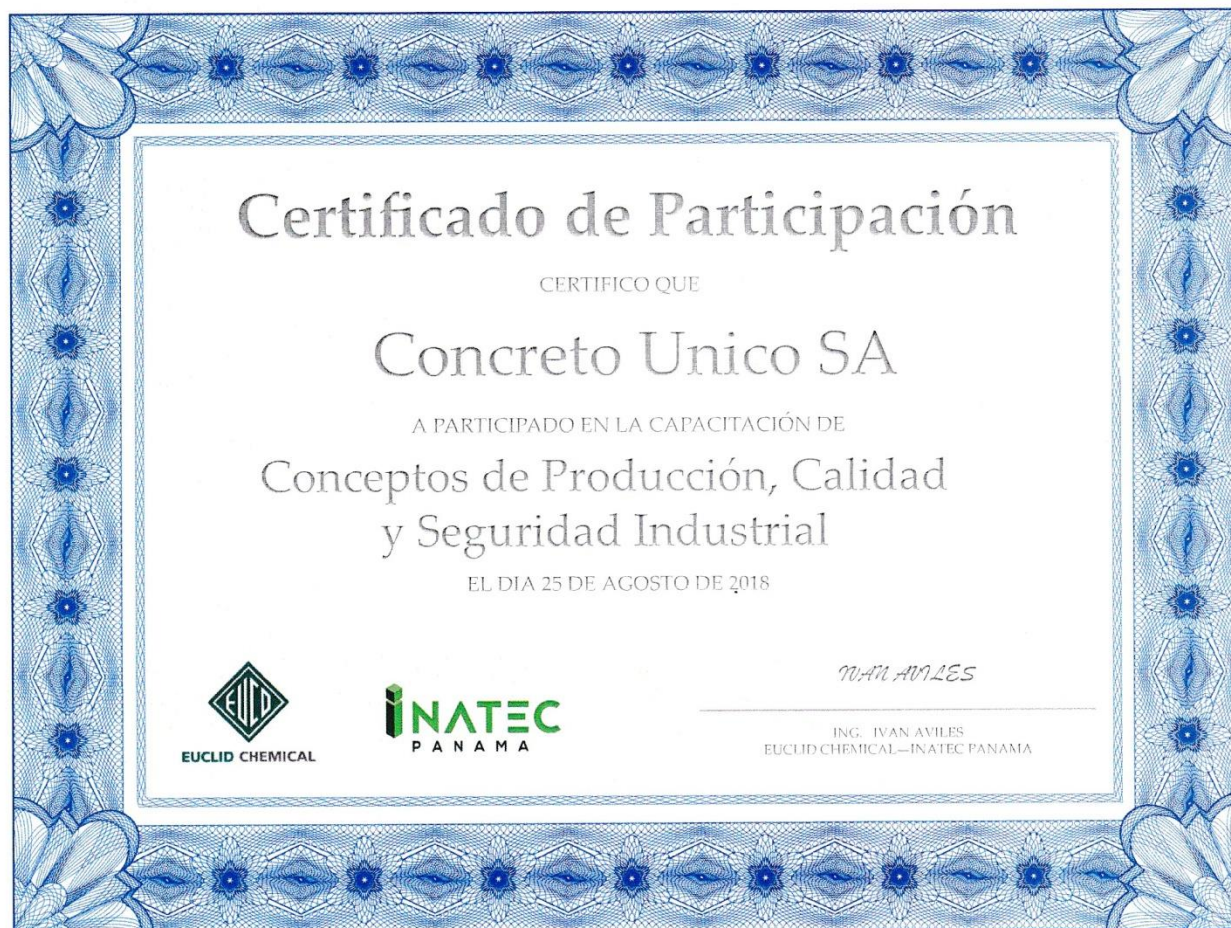 Certificado de Participación
CERTIFICO QUE
Concreto Unico SA
A PARTICIPADO EN LA CAPACITACIÓN DE
Conceptos de Producción, Calidad
y Seguridad Industrial
EL DIA 25 DE AGOSTO DE 2018
EUCO
EUCLID CHEMICAL
iNATEC
PANAMA
IVAN AVILES
ING. IVAN AVILES
EUCLID CHEMICAL—INATEC PANAMA